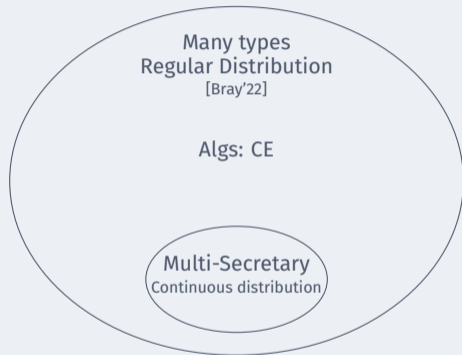 Many types
Regular Distribution
[Bray'22]
Algs: CE
Multi-Secretary
Continuous distribution